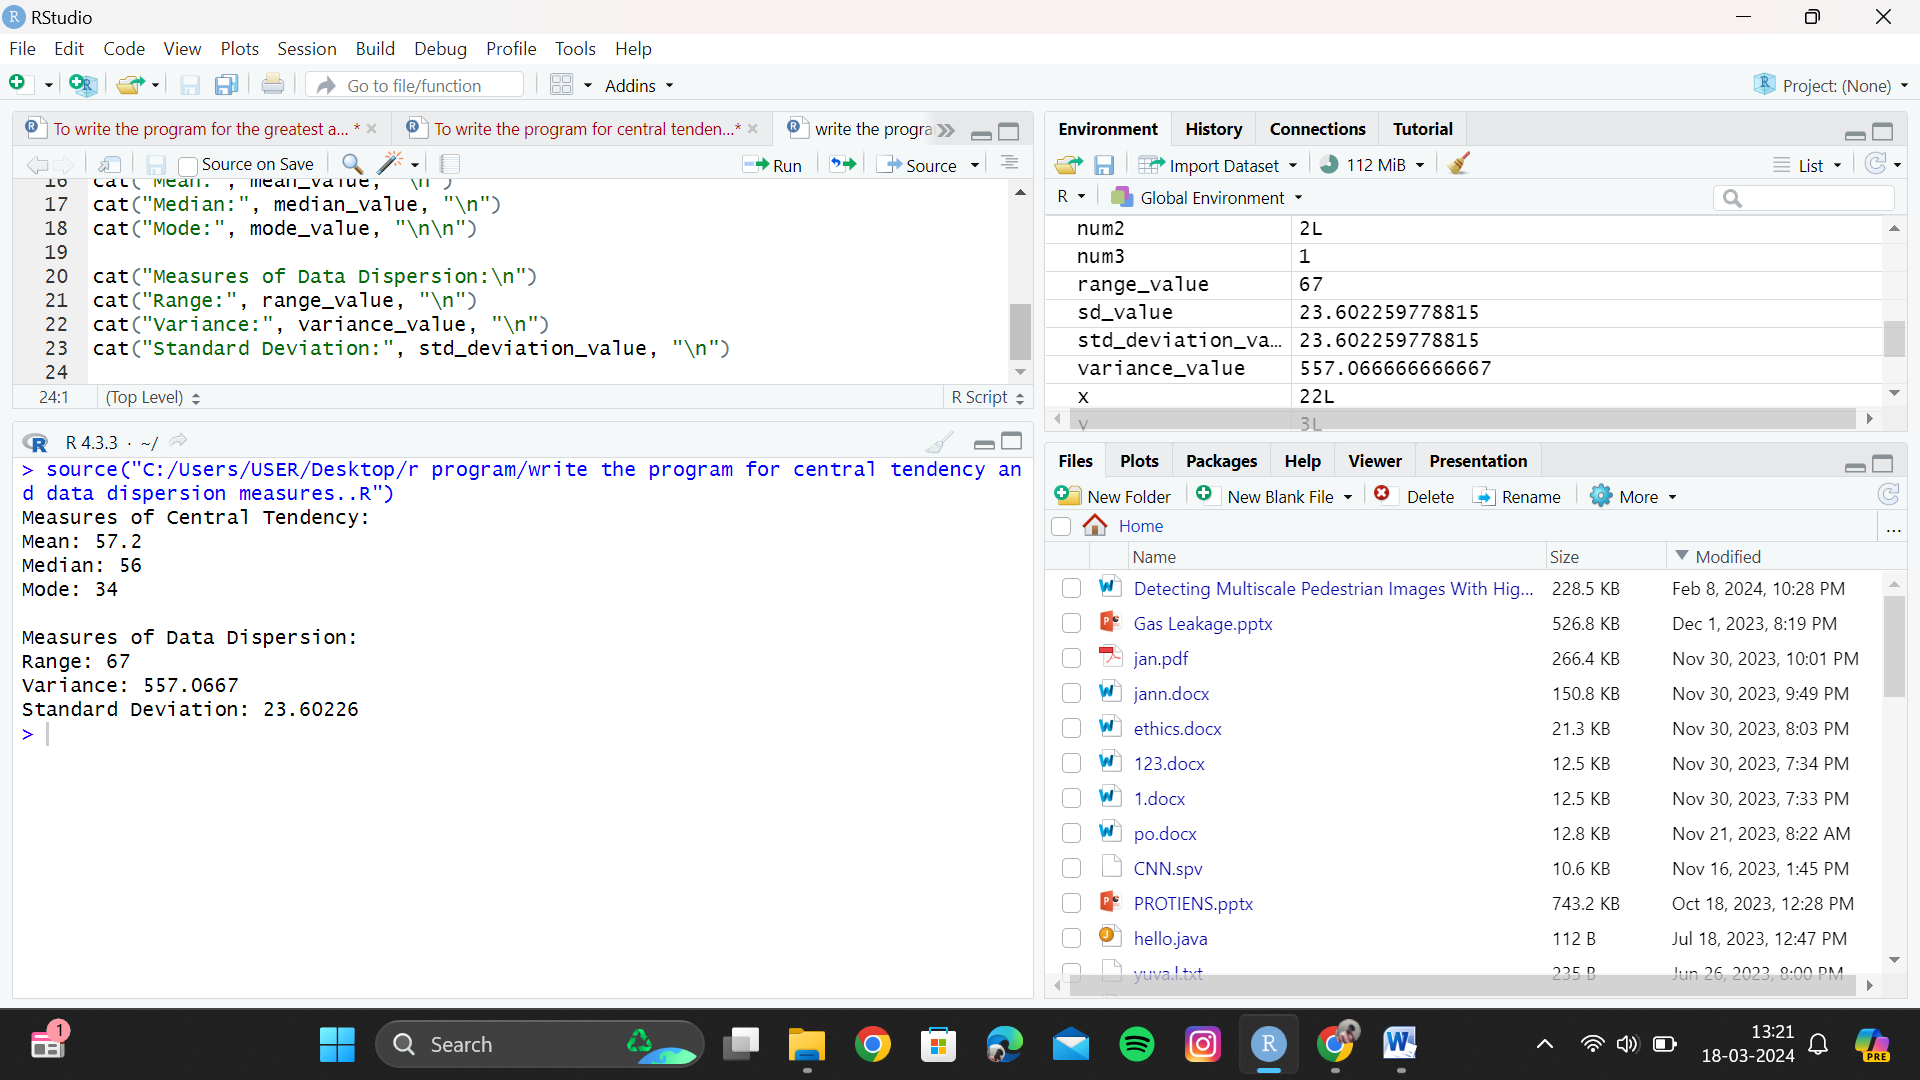 RStudio
File Edit Code View Plots Session Build Debug Profile Tools Help
Go to file/function Addins Project: (None)
To write the program for the greatest a... * To write the program for central tenden...* write the progra
Source on Save Run Source
16 cat("Mean: ", mean_value, "\n")
17 cat("Median:", median_value, "\n")
18 cat("Mode:", mode_value, "\n\n")
19
20 cat("Measures of Data Dispersion:\n")
21 cat("Range:", range_value, "\n")
22 cat("Variance:", variance_value, "\n")
23 cat("Standard Deviation:", std_deviation_value, "\n")
24
24:1 (Top Level) R Script
R 4.3.3 · ~/
> source("C:/Users/USER/Desktop/r program/write the program for central tendency an
d data dispersion measures..R")
Measures of Central Tendency:
Mean: 57.2
Median: 56
Mode: 34
Measures of Data Dispersion:
Range: 67
Variance: 557.0667
Standard Deviation: 23.60226
>
Environment History Connections Tutorial
Import Dataset 112 MiB List
R Global Environment
num2 2L
num3 1
range_value 67
sd_value 23.602259778815
std_deviation_va... 23.602259778815
variance_value 557.066666666667
x 22L
y 3L
Files Plots Packages Help Viewer Presentation
New Folder New Blank File Delete Rename More
Home ...
Name Size Modified
Detecting Multiscale Pedestrian Images With Hig... 228.5 KB Feb 8, 2024, 10:28 PM
Gas Leakage.pptx 526.8 KB Dec 1, 2023, 8:19 PM
jan.pdf 266.4 KB Nov 30, 2023, 10:01 PM
jann.docx 150.8 KB Nov 30, 2023, 9:49 PM
ethics.docx 21.3 KB Nov 30, 2023, 8:03 PM
123.docx 12.5 KB Nov 30, 2023, 7:34 PM
1.docx 12.5 KB Nov 30, 2023, 7:33 PM
po.docx 12.8 KB Nov 21, 2023, 8:22 AM
CNN.spv 10.6 KB Nov 16, 2023, 1:45 PM
PROTIENS.pptx 743.2 KB Oct 18, 2023, 12:28 PM
hello.java 112 B Jul 18, 2023, 12:47 PM
yuva.l.txt 235 B Jun 26, 2023, 8:00 PM
1 Search 13:21
18-03-2024 PRE